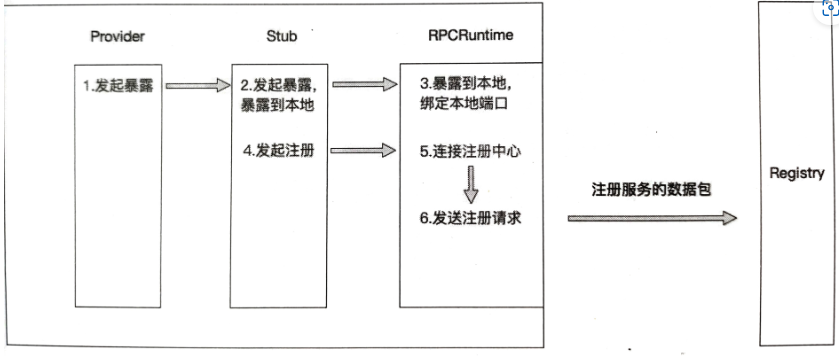 Provider
Stub
RPCRuntime
1.发起暴露
2.发起暴露，
暴露到本地
3.暴露到本地，
绑定本地端口
4.发起注册
5.连接注册中心
6.发送注册请求
注册服务的数据包
Registry